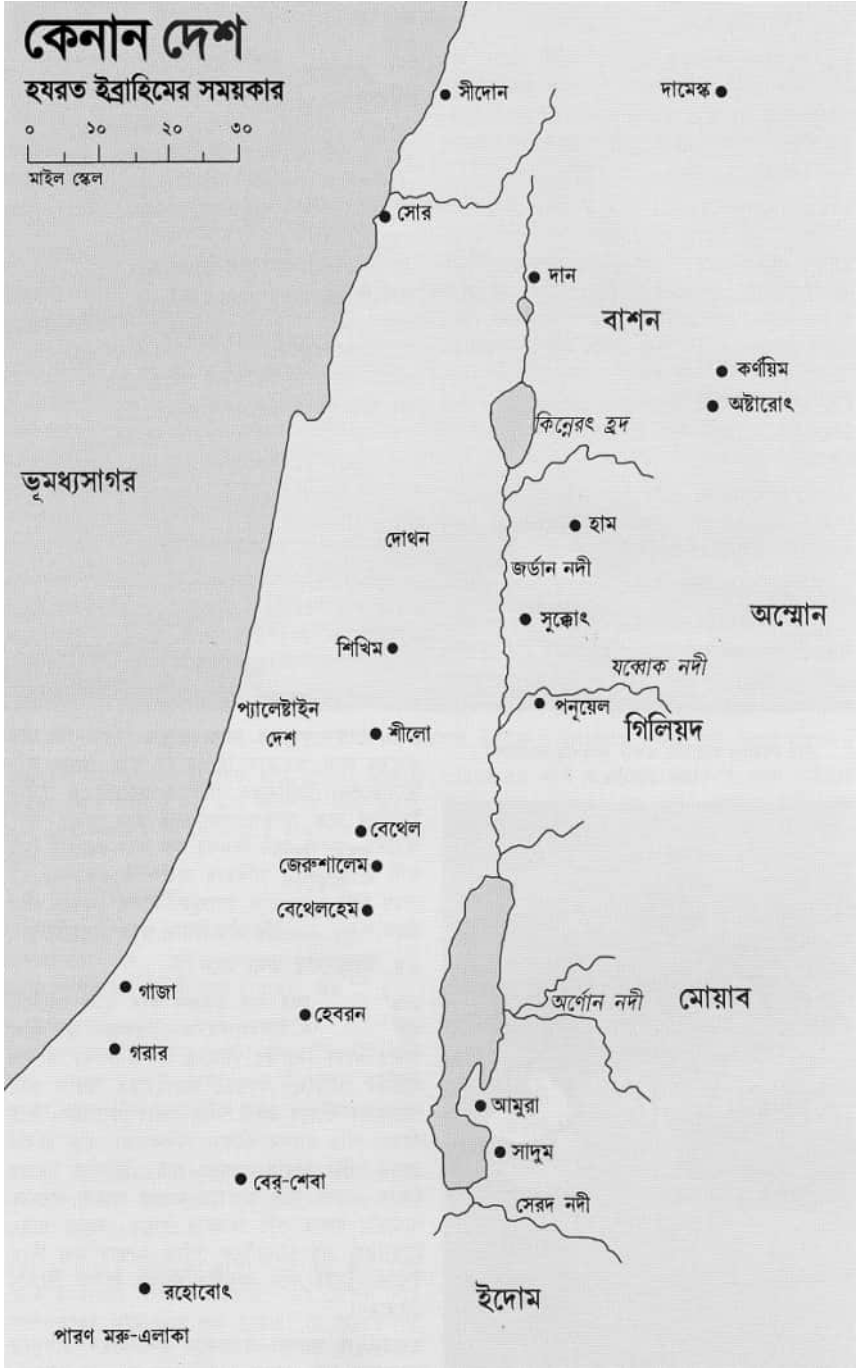 কেনান দেশ
হযরত ইব্রাহিমের সময়কার
০ ১০ ২০ ৩০
মাইল স্কেল
সীদোন
দামেস্ক
সোর
দান
বাশন
কর্ণয়িম
অষ্টারোৎ
কিন্নেরৎ হ্রদ
ভূমধ্যসাগর
হাম
দোথন
জর্ডান নদী
সুক্কোৎ
অম্মোন
শিখিম
যব্বোক নদী
পনূয়েল
প্যালেষ্টাইন
দেশ
গিলিয়দ
শীলো
বেথেল
জেরুশালেম
বেথেলহেম
গাজা
অর্ণোন নদী
মোয়াব
হেবরন
গরার
আমুরা
সাদুম
বের্-শেবা
সেরদ নদী
রহোবোৎ
ইদোম
পারণ মরু-এলাকা